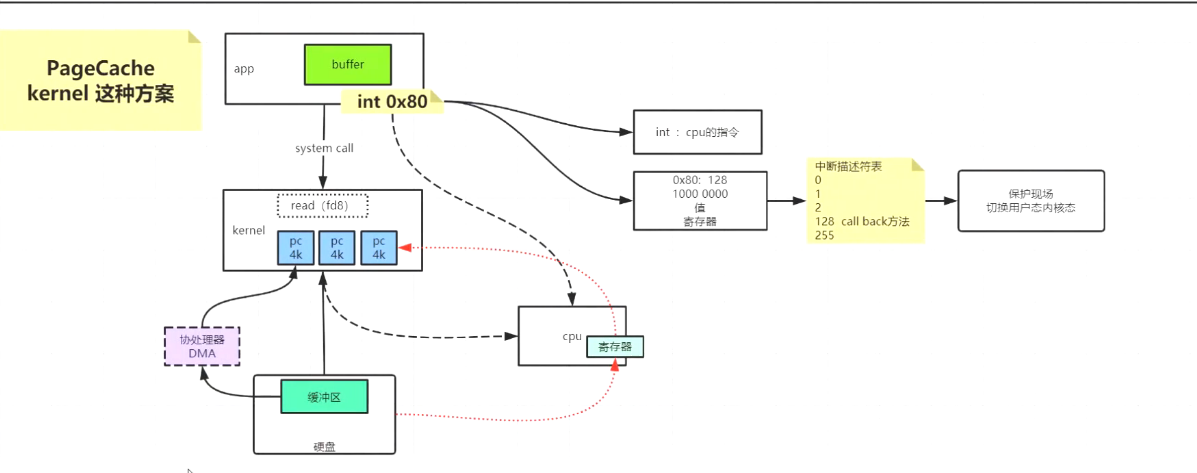 PageCache
kernel 这种方案
app
buffer
int 0x80
system call
int : cpu的指令
0x80: 128
1000 0000
值
寄存器
中断描述符表
0
1
2
128 call back方法
255
保护现场
切换用户态内核态
read (fd8)
kernel
pc
4k
pc
4k
pc
4k
协处理器
DMA
cpu
寄存器
缓冲区
硬盘